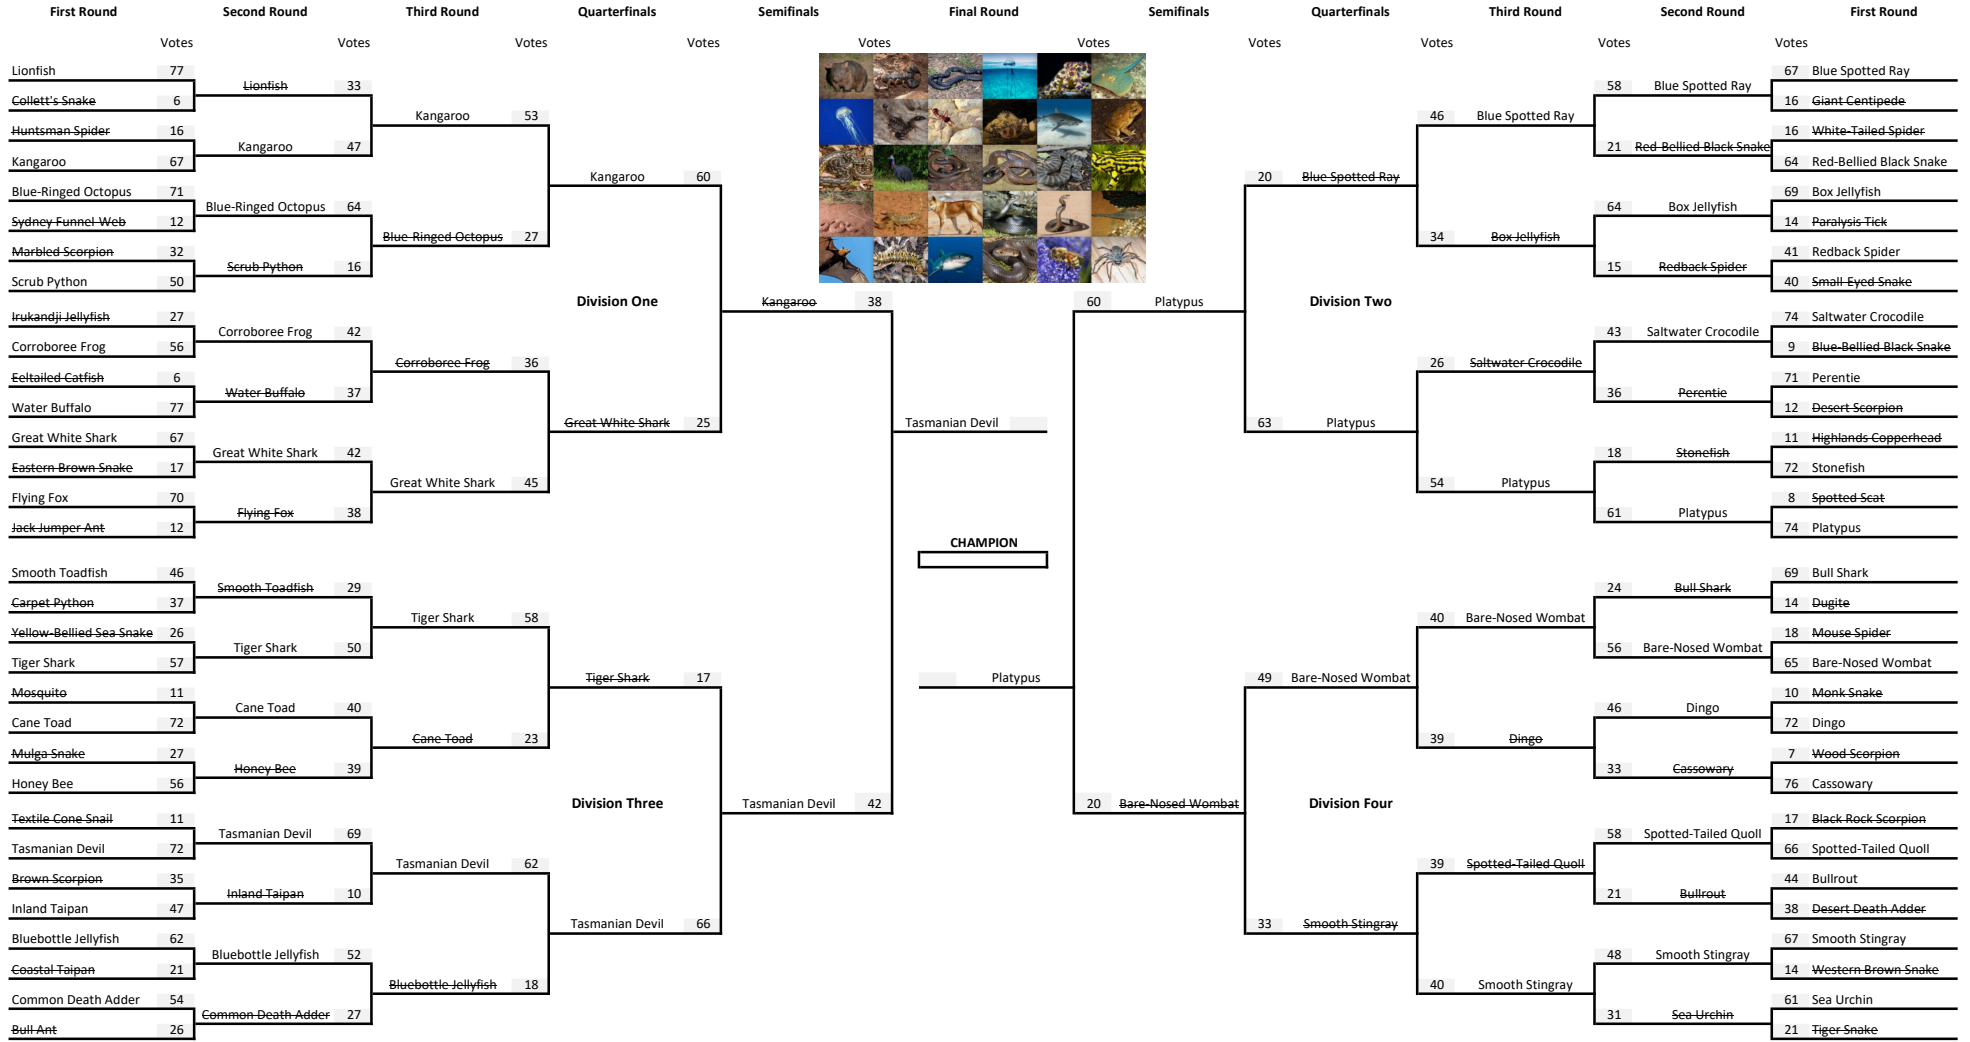 First Round Second Round Third Round Quarterfinals Semifinals Final Round Semifinals Quarterfinals Third Round Second Round First Round
Votes Votes Votes Votes Votes Votes Votes Votes Votes Votes
Lionfish 77
Collett's Snake 6
Huntsman Spider 16
Kangaroo 67
Blue-Ringed Octopus 71
Sydney Funnel-Web 12
Marbled Scorpion 32
Scrub Python 50
Irukandji Jellyfish 27
Corroboree Frog 56
Eeltailed Catfish 6
Water Buffalo 77
Great White Shark 67
Eastern Brown Snake 17
Flying Fox 70
Jack Jumper Ant 12
Smooth Toadfish 46
Carpet Python 37
Yellow-Bellied Sea Snake 26
Tiger Shark 57
Mosquito 11
Cane Toad 72
Mulga Snake 27
Honey Bee 56
Textile Cone Snail 11
Tasmanian Devil 72
Brown Scorpion 35
Inland Taipan 47
Bluebottle Jellyfish 62
Coastal Taipan 21
Common Death Adder 54
Bull Ant 26
Lionfish 33
Kangaroo 47
Blue-Ringed Octopus 64
Scrub Python 16
Corroboree Frog 42
Water Buffalo 37
Great White Shark 42
Flying Fox 38
Smooth Toadfish 29
Tiger Shark 50
Cane Toad 40
Honey Bee 39
Tasmanian Devil 69
Inland Taipan 10
Bluebottle Jellyfish 52
Common Death Adder 27
Kangaroo 53
Blue-Ringed Octopus 27
Corroboree Frog 36
Great White Shark 45
Tiger Shark 58
Cane Toad 23
Tasmanian Devil 62
Bluebottle Jellyfish 18
Kangaroo 60
Division One
Great White Shark 25
Tiger Shark 17
Division Three
Tasmanian Devil 66
Kangaroo 38
Tasmanian Devil 42
Tasmanian Devil
CHAMPION
Platypus
60 Platypus
20 Bare-Nosed Wombat
20 Blue Spotted Ray
Division Two
63 Platypus
49 Bare-Nosed Wombat
Division Four
33 Smooth Stingray
46 Blue Spotted Ray
34 Box Jellyfish
26 Saltwater Crocodile
54 Platypus
40 Bare-Nosed Wombat
39 Dingo
39 Spotted-Tailed Quoll
40 Smooth Stingray
58 Blue Spotted Ray
21 Red-Bellied Black Snake
64 Box Jellyfish
15 Redback Spider
43 Saltwater Crocodile
36 Perentie
18 Stonefish
61 Platypus
24 Bull Shark
56 Bare-Nosed Wombat
46 Dingo
33 Cassowary
58 Spotted-Tailed Quoll
21 Bullrout
48 Smooth Stingray
31 Sea Urchin
67 Blue Spotted Ray
16 Giant Centipede
16 White-Tailed Spider
64 Red-Bellied Black Snake
69 Box Jellyfish
14 Paralysis Tick
41 Redback Spider
40 Small-Eyed Snake
74 Saltwater Crocodile
9 Blue-Bellied Black Snake
71 Perentie
12 Desert Scorpion
11 Highlands Copperhead
72 Stonefish
8 Spotted Scat
74 Platypus
69 Bull Shark
14 Dugite
18 Mouse Spider
65 Bare-Nosed Wombat
10 Monk Snake
72 Dingo
7 Wood Scorpion
76 Cassowary
17 Black Rock Scorpion
66 Spotted-Tailed Quoll
44 Bullrout
38 Desert Death Adder
67 Smooth Stingray
14 Western Brown Snake
61 Sea Urchin
21 Tiger Snake